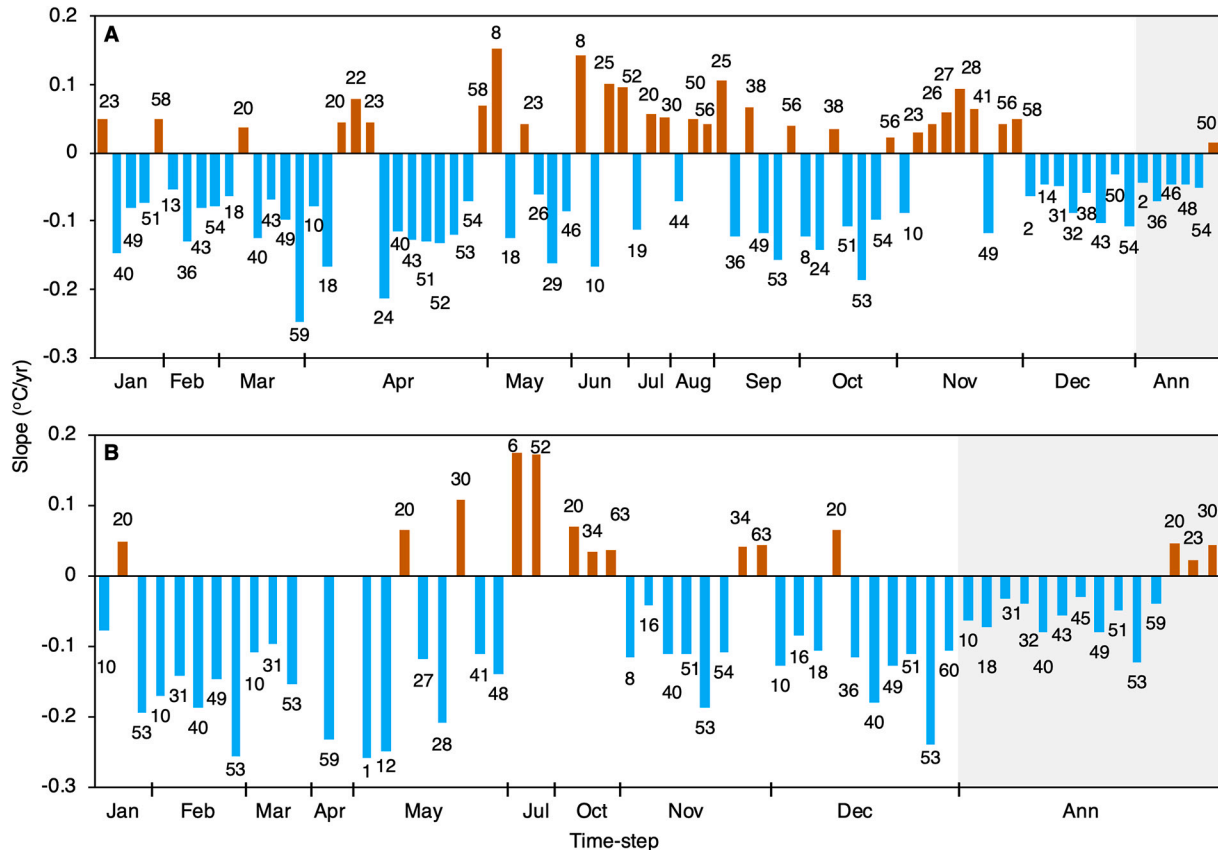 0.2
A
0.1
0
-0.1
-0.2
-0.3
23 40 49 51 58 13 36 43 54 18 20 40 43 49 59 10 18 20 22 23 24 40 43 51 52 53 54 58 8 18 23 26 29 46 8 10 25 52 19 20 30 44 50 56 25 36 38 49 53 56 8 24 38 51 53 54 56 10 23 26 27 28 41 49 56 58 2 14 31 32 38 43 50 54 2 36 46 48 54 50
Jan Feb Mar Apr May Jun Jul Aug Sep Oct Nov Dec Ann
Slope (°C/yr)
0.2
B
0.1
0
-0.1
-0.2
-0.3
10 20 53 10 31 40 49 53 10 31 53 59 1 12 20 27 28 30 41 48 6 52 20 34 63 8 16 40 51 53 54 34 63 10 16 18 20 36 40 49 51 53 60 10 18 31 32 40 43 45 49 51 53 59 20 23 30
Jan Feb Mar Apr May Jul Oct Nov Dec Ann
Time-step